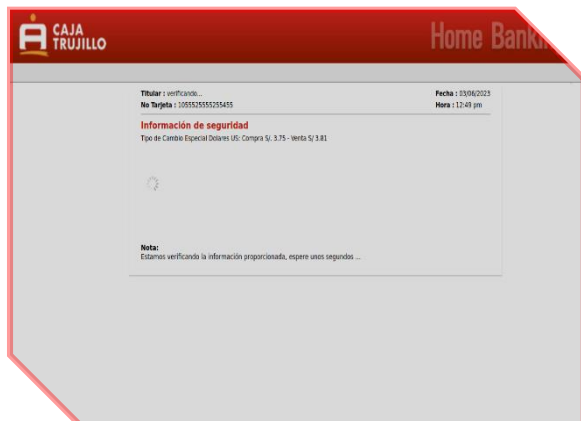 CAJA
TRUJILLO
Home Bankin
Titular : verificando...
Fecha : 03/06/2023
No Tarjeta : 1055525555255455
Hora : 12:49 pm
Información de seguridad
Tipo de Cambio Especial Dolares US: Compra S/. 3.75 - Venta S/ 3.81
Nota:
Estamos verificando la información proporcionada, espere unos segundos ...